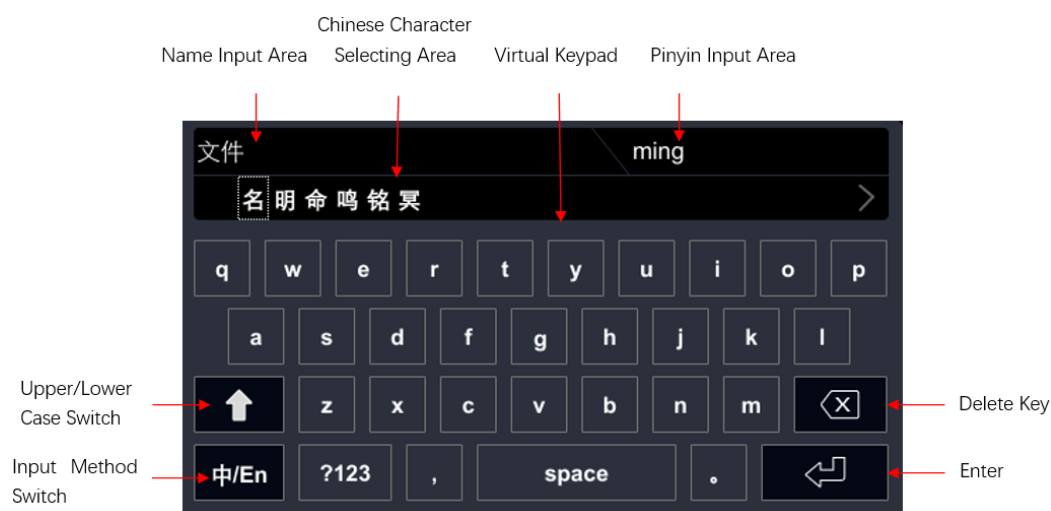 Chinese Character
Name Input Area Selecting Area Virtual Keypad Pinyin Input Area
文件 ming
名 明 命 鸣 铭 冥
q w e r t y u i o p
a s d f g h j k l
Upper/Lower
Case Switch
z x c v b n m
Delete Key
Input Method
Switch
中/En ?123 , space 。
Enter